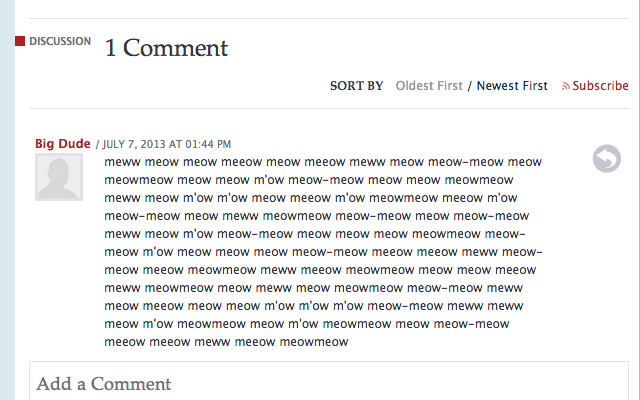 DISCUSSION 1 Comment
SORT BY Oldest First / Newest First Subscribe
Big Dude / JULY 7, 2013 AT 01:44 PM
meww meow meow meeow meow meeow meww meow meow-meow meow
meowmeow meow meow m'ow meow-meow meow meow meow meowmeow
meww meow m'ow m'ow meow meeow m'ow meowmeow meeow m'ow
meow-meow meow meww meowmeow meow-meow meow meow-meow
meww meow m'ow meow-meow meow meow meow meowmeow meow-
meow m'ow meow meow meow meow-meow meeow meeow meww meow-
meow meeow meowmeow meww meeow meowmeow meow meow meeow
meww meowmeow meow meww meow meowmeow meow-meow meww
meow meeow meow meow m'ow m'ow m'ow meow-meow meww meww
meow m'ow meowmeow meow m'ow meowmeow meow meow-meow
meeow meeow meww meeow meowmeow
Add a Comment